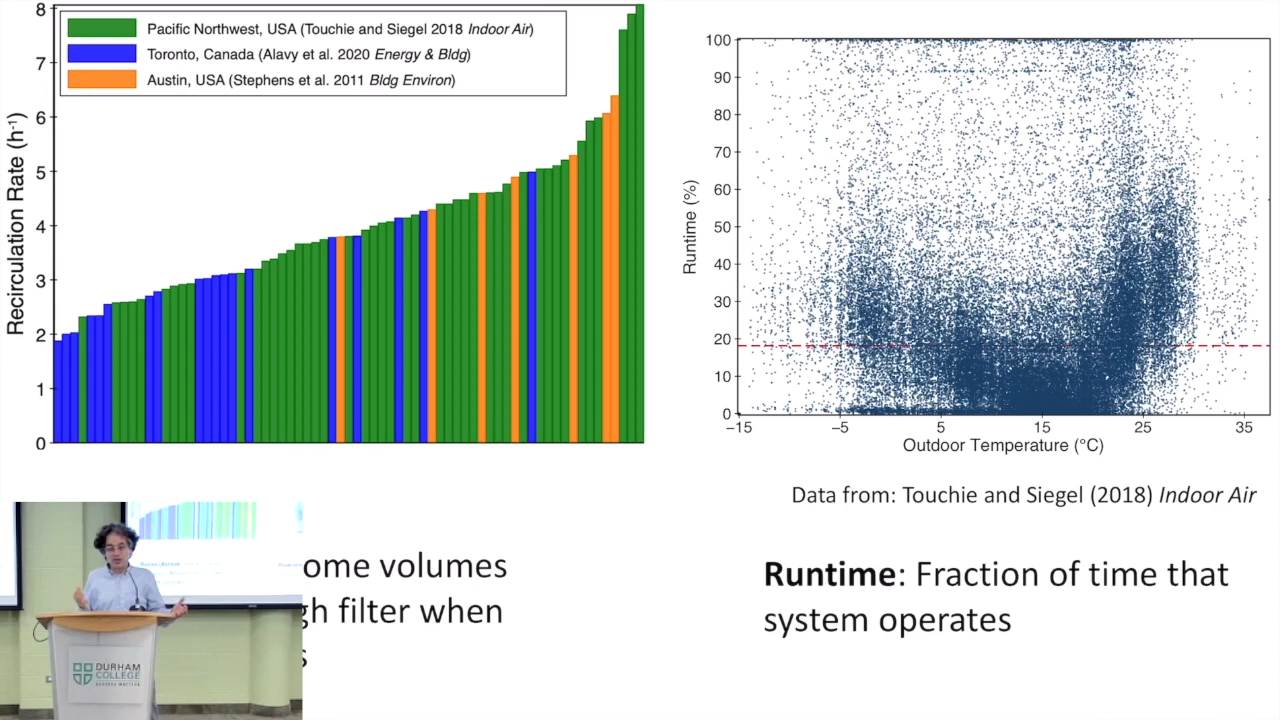 8
7
6
5
4
3
2
1
0
Recirculation Rate (h-1)
Pacific Northwest, USA (Touchie and Siegel 2018 Indoor Air)
Toronto, Canada (Alavy et al. 2020 Energy & Bldg)
Austin, USA (Stephens et al. 2011 Bldg Environ)
100
90
80
70
60
50
40
30
20
10
0
Runtime (%)
−15 −5 5 15 25 35
Outdoor Temperature (°C)
Data from: Touchie and Siegel (2018) Indoor Air
ome volumes
gh filter when
s
Runtime: Fraction of time that
system operates
DURHAM
COLLEGE
SUCCESS MATTERS